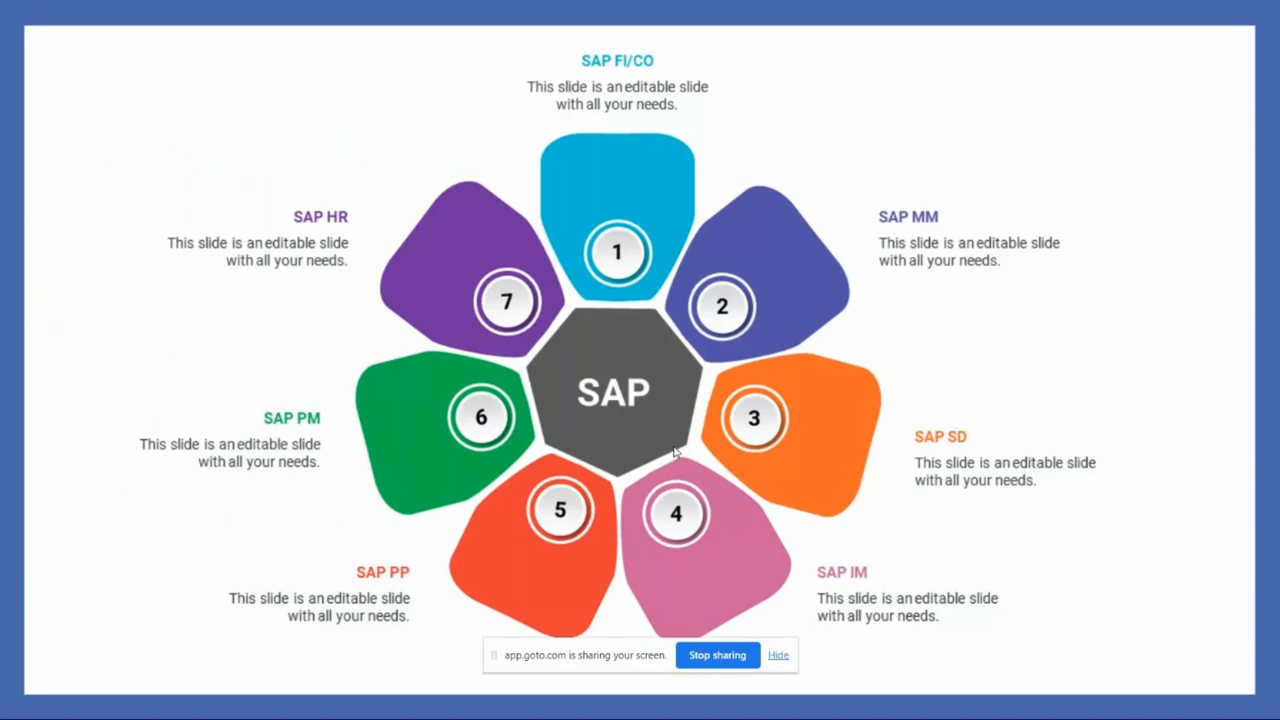 SAP FI/CO
This slide is an editable slide
with all your needs.
SAP HR
This slide is an editable slide
with all your needs.
SAP MM
This slide is an editable slide
with all your needs.
1
7
2
SAP
6
3
SAP PM
This slide is an editable slide
with all your needs.
SAP SD
This slide is an editable slide
with all your needs.
5
4
SAP PP
This slide is an editable slide
with all your needs.
SAP IM
This slide is an editable slide
with all your needs.
app.goto.com is sharing your screen. Stop sharing Hide